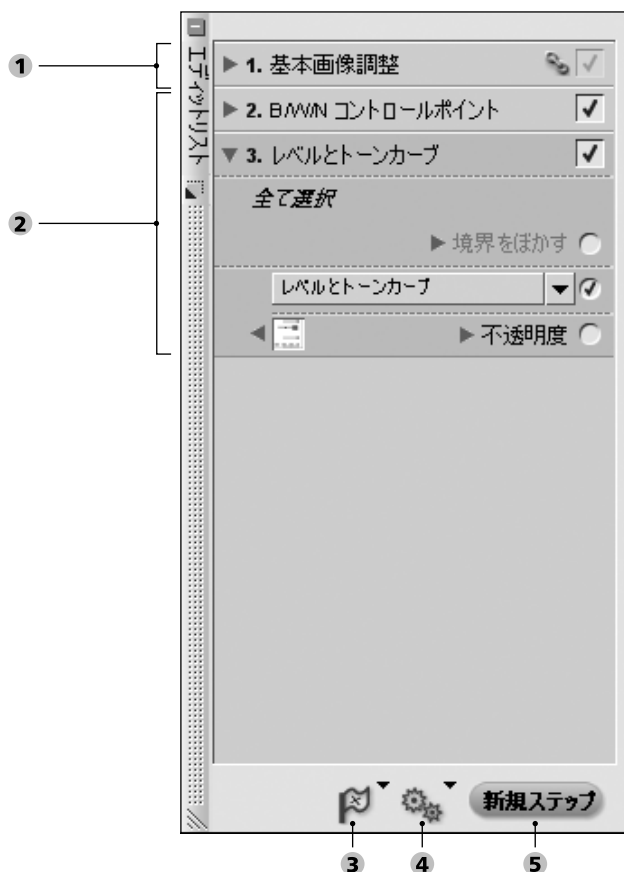 エディットリスト
1
1. 基本画像調整
2
2. B/W/N コントロールポイント
3. レベルとトーンカーブ
全て選択
境界をぼかす
レベルとトーンカーブ
不透明度
新規ステップ
3 4 5